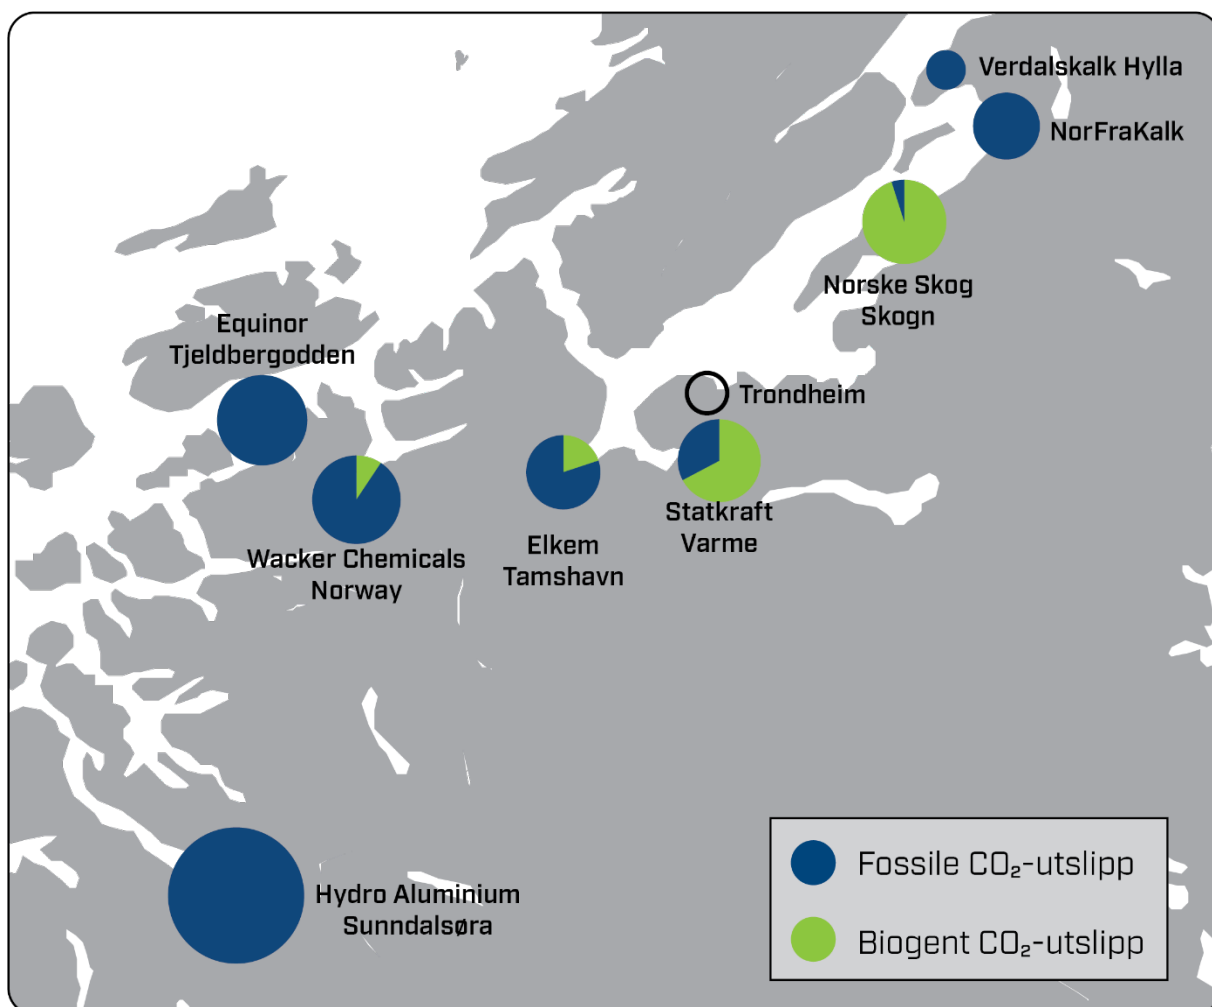 Verdalskalk Hylla
NorFraKalk
Norske Skog
Skogn
Equinor
Tjeldbergodden
Trondheim
Wacker Chemicals
Norway
Elkem
Tamshavn
Statkraft
Varme
Hydro Aluminium
Sunndalsøra
Fossile CO₂-utslipp
Biogent CO₂-utslipp